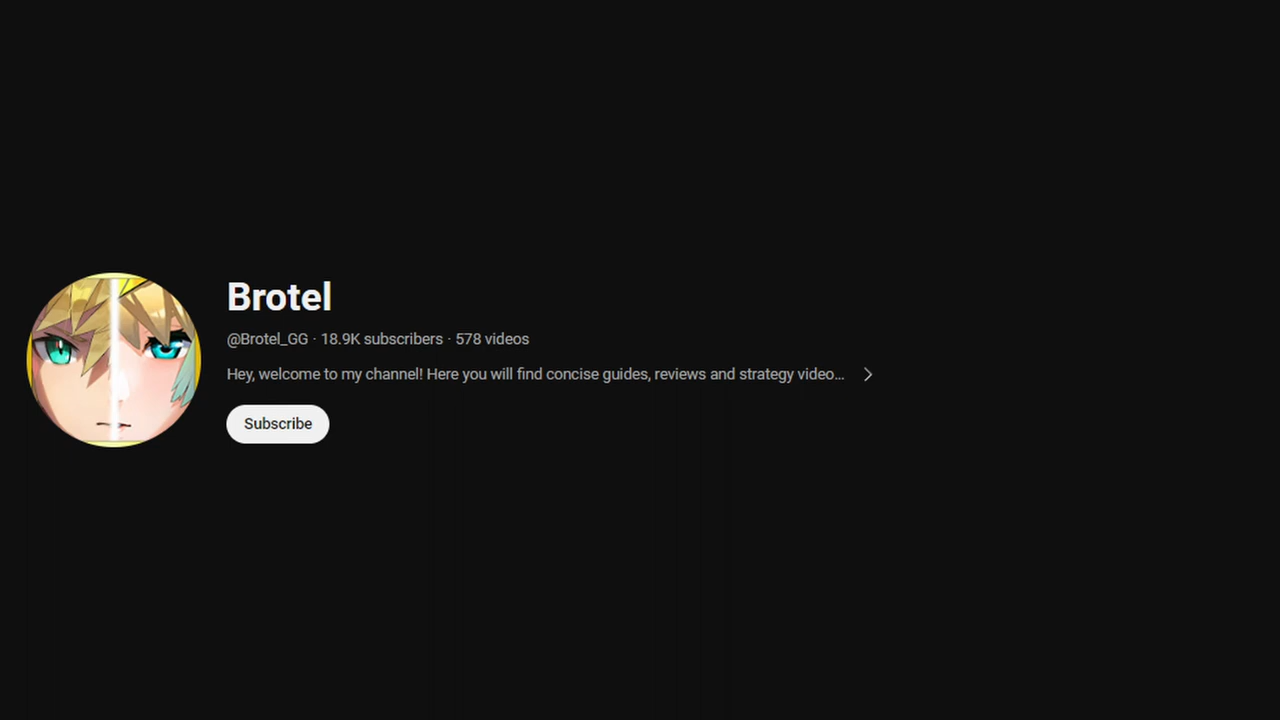 Brotel
@Brotel_GG · 18.9K subscribers · 578 videos
Hey, welcome to my channel! Here you will find concise guides, reviews and strategy video...
Subscribe